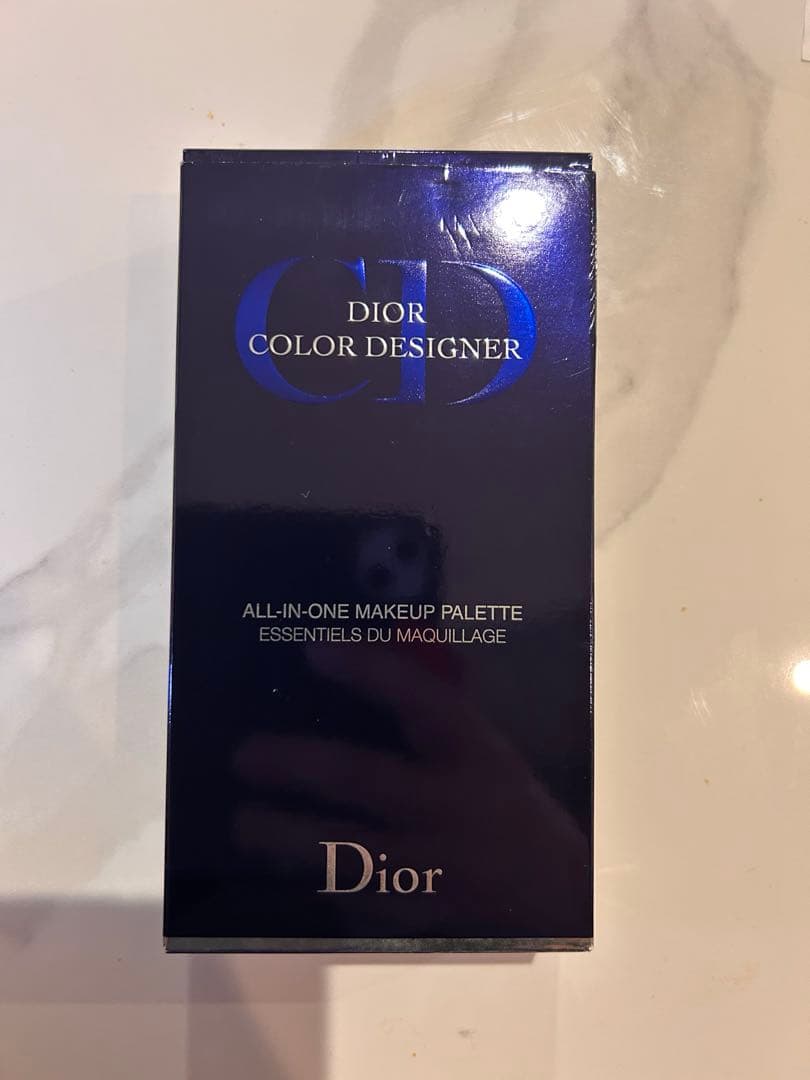 CD
DIOR
COLOR DESIGNER
ALL-IN-ONE MAKEUP PALETTE
ESSENTIELS DU MAQUILLAGE
Dior